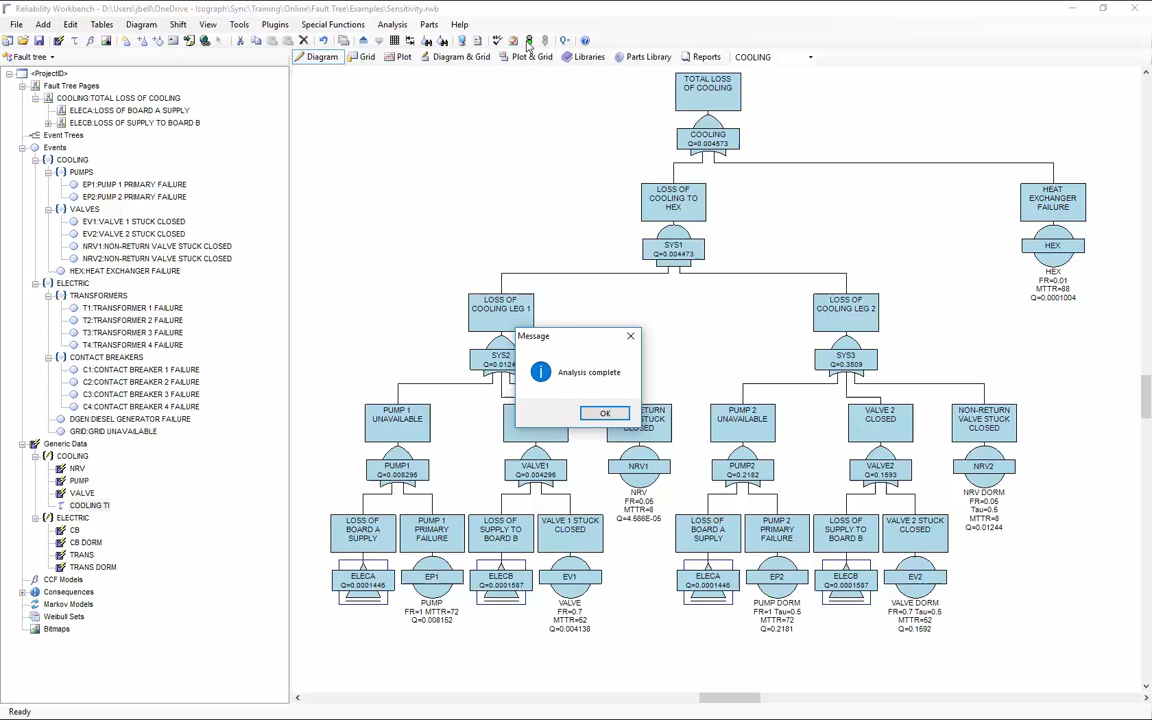 Reliability Workbench - D:\Users\jbell\OneDrive - Isograph\Sync\Training\Online\Fault Tree\Examples\Sensitivity.rwb
File Add Edit Tables Diagram Shift View Tools Plugins Special Functions Analysis Parts Help
Fault tree
Diagram Grid Plot Diagram & Grid Plot & Grid Libraries Parts Library Reports COOLING
<ProjectID>
Fault Tree Pages
COOLING:TOTAL LOSS OF COOLING
ELECA:LOSS OF BOARD A SUPPLY
ELECB:LOSS OF SUPPLY TO BOARD B
Event Trees
Events
COOLING
PUMPS
EP1:PUMP 1 PRIMARY FAILURE
EP2:PUMP 2 PRIMARY FAILURE
VALVES
EV1:VALVE 1 STUCK CLOSED
EV2:VALVE 2 STUCK CLOSED
NRV1:NON-RETURN VALVE STUCK CLOSED
NRV2:NON-RETURN VALVE STUCK CLOSED
HEX:HEAT EXCHANGER FAILURE
ELECTRIC
TRANSFORMERS
T1:TRANSFORMER 1 FAILURE
T2:TRANSFORMER 2 FAILURE
T3:TRANSFORMER 3 FAILURE
T4:TRANSFORMER 4 FAILURE
CONTACT BREAKERS
C1:CONTACT BREAKER 1 FAILURE
C2:CONTACT BREAKER 2 FAILURE
C3:CONTACT BREAKER 3 FAILURE
C4:CONTACT BREAKER 4 FAILURE
DGEN:DIESEL GENERATOR FAILURE
GRID:GRID UNAVAILABLE
Generic Data
COOLING
NRV
PUMP
VALVE
COOLING TI
ELECTRIC
CB
CB DORM
TRANS
TRANS DORM
CCF Models
Consequences
Markov Models
Weibull Sets
Bitmaps
TOTAL LOSS
OF COOLING
COOLING
Q=0.004573
LOSS OF
COOLING TO
HEX
SYS1
Q=0.004473
HEAT
EXCHANGER
FAILURE
HEX
HEX
FR=0.01
MTTR=88
Q=0.0001004
LOSS OF
COOLING LEG 1
SYS2
Q=0.0124
LOSS OF
COOLING LEG 2
SYS3
Q=0.3509
Message
Analysis complete
OK
PUMP 1
UNAVAILABLE
PUMP1
Q=0.008296
VALVE1
Q=0.004296
RETURN
STUCK
CLOSED
NRV1
NRV
FR=0.05
MTTR=8
Q=4.566E-05
PUMP 2
UNAVAILABLE
PUMP2
Q=0.2182
VALVE 2
CLOSED
VALVE2
Q=0.1593
NON-RETURN
VALVE STUCK
CLOSED
NRV2
NRV DORM
FR=0.05
Tau=0.5
MTTR=8
Q=0.01244
LOSS OF
BOARD A
SUPPLY
ELECA
Q=0.0001446
PUMP 1
PRIMARY
FAILURE
EP1
PUMP
FR=1 MTTR=72
Q=0.008152
LOSS OF
SUPPLY TO
BOARD B
ELECB
Q=0.0001587
VALVE 1 STUCK
CLOSED
EV1
VALVE
FR=0.7
MTTR=52
Q=0.004138
LOSS OF
BOARD A
SUPPLY
ELECA
Q=0.0001446
PUMP 2
PRIMARY
FAILURE
EP2
PUMP DORM
FR=1 Tau=0.5
MTTR=72
Q=0.2181
LOSS OF
SUPPLY TO
BOARD B
ELECB
Q=0.0001587
VALVE 2 STUCK
CLOSED
EV2
VALVE DORM
FR=0.7 Tau=0.5
MTTR=52
Q=0.1592
Ready